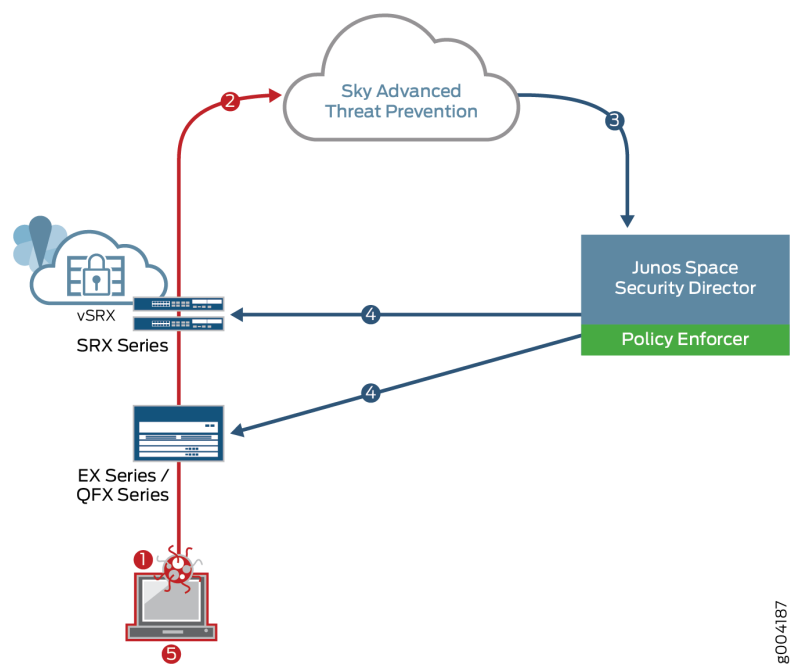 Sky Advanced
Threat Prevention
2
3
Junos Space
Security Director
vSRX
4
SRX Series
Policy Enforcer
4
EX Series /
QFX Series
1
5
g004187